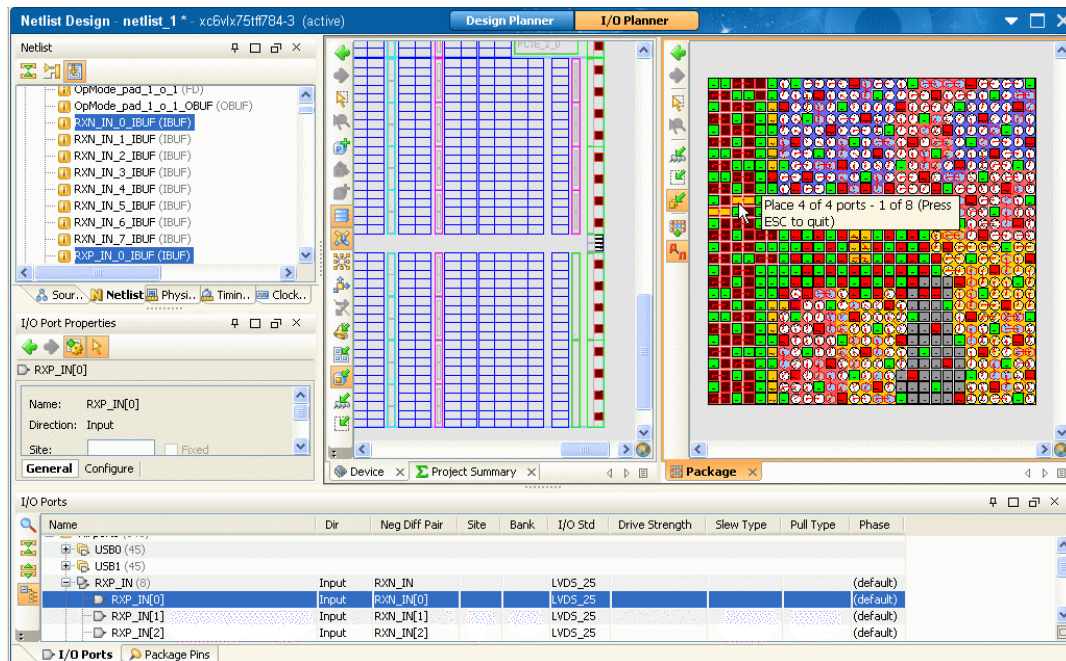 Netlist Design - netlist_1 * - xc6vlx75tff784-3 (active)
Design Planner
I/O Planner
Netlist
OpMode_pad_1_o_1 (FD)
OpMode_pad_1_o_1_OBUF (OBUF)
RXN_IN_0_IBUF (IBUF)
RXN_IN_1_IBUF (IBUF)
RXN_IN_2_IBUF (IBUF)
RXN_IN_3_IBUF (IBUF)
RXN_IN_4_IBUF (IBUF)
RXN_IN_5_IBUF (IBUF)
RXN_IN_6_IBUF (IBUF)
RXN_IN_7_IBUF (IBUF)
RXP_IN_0_IBUF (IBUF)
Sour.. Netlist Physi.. Timin.. Clock..
I/O Port Properties
RXP_IN[0]
Name: RXP_IN[0]
Direction: Input
Site: Fixed
General Configure
PCIE_2_0
Device Project Summary
Place 4 of 4 ports - 1 of 8 (Press
ESC to quit)
Package
I/O Ports
Name Dir Neg Diff Pair Site Bank I/O Std Drive Strength Slew Type Pull Type Phase
USB0 (45)
USB1 (45)
RXP_IN (8) Input RXN_IN LVDS_25 (default)
RXP_IN[0] Input RXN_IN[0] LVDS_25 (default)
RXP_IN[1] Input RXN_IN[1] LVDS_25 (default)
RXP_IN[2] Input RXN_IN[2] LVDS_25 (default)
I/O Ports Package Pins